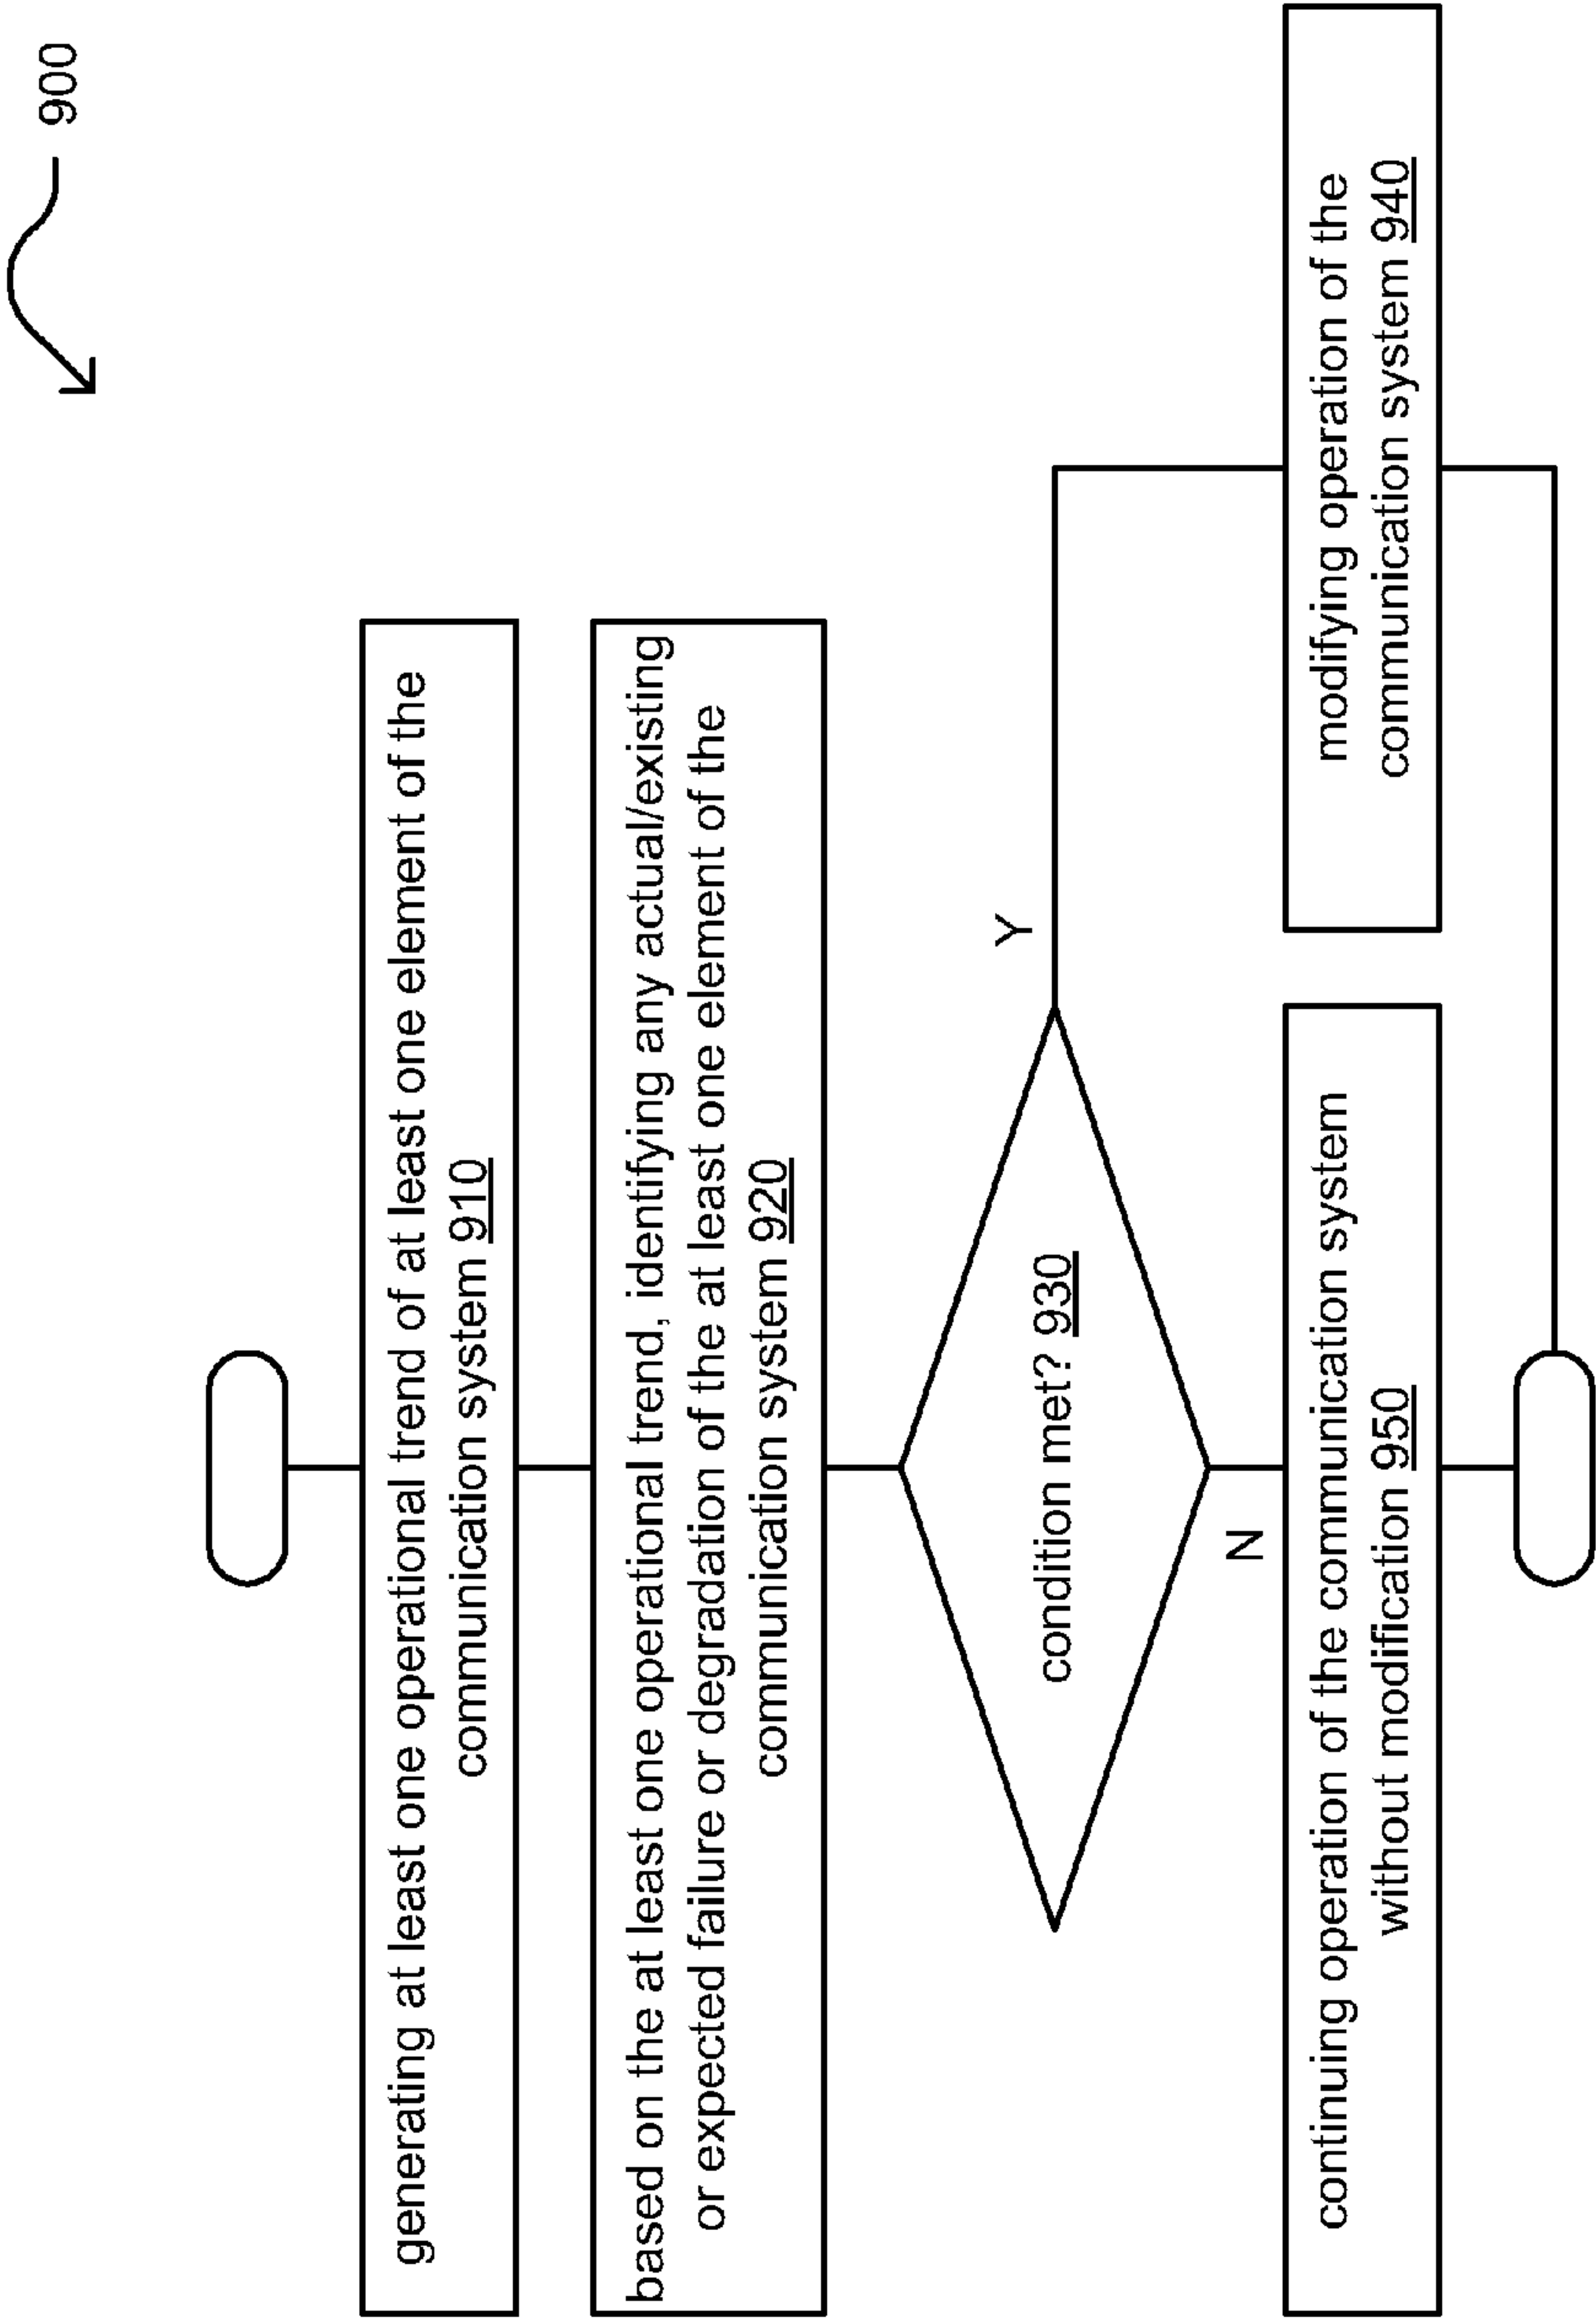 900
generating at least one operational trend of at least one element of the
communication system 910
based on the at least one operational trend, identifying any actual/existing
or expected failure or degradation of the at least one element of the
communication system 920
condition met? 930
Y
N
continuing operation of the communication system
without modification 950
modifying operation of the
communication system 940